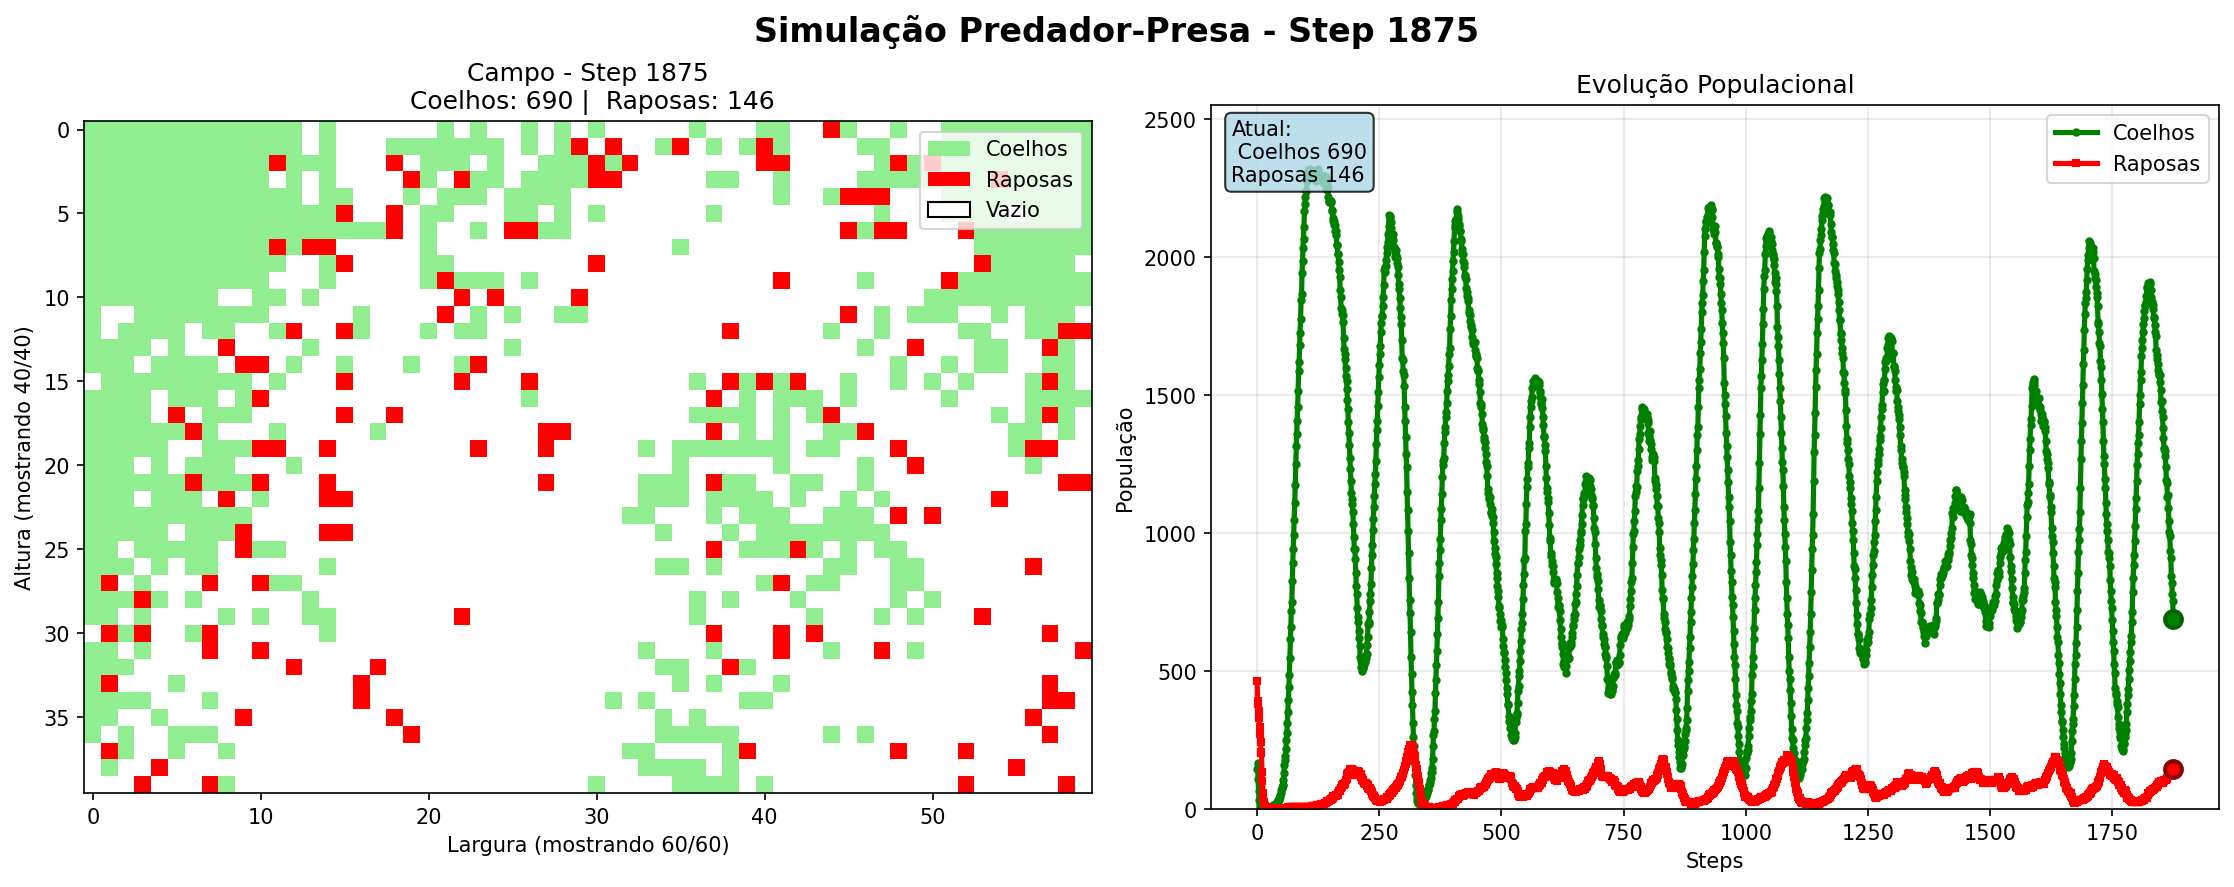 Simulação Predador-Presa - Step 1875
Campo - Step 1875
Coelhos: 690 |  Raposas: 146
Coelhos
Raposas
Vazio
0
5
10
15
20
25
30
35
Altura (mostrando 40/40)
0
10
20
30
40
50
Largura (mostrando 60/60)
Evolução Populacional
Atual:
Coelhos 690
Raposas 146
Coelhos
Raposas
2500
2000
1500
1000
500
0
População
0
250
500
750
1000
1250
1500
1750
Steps